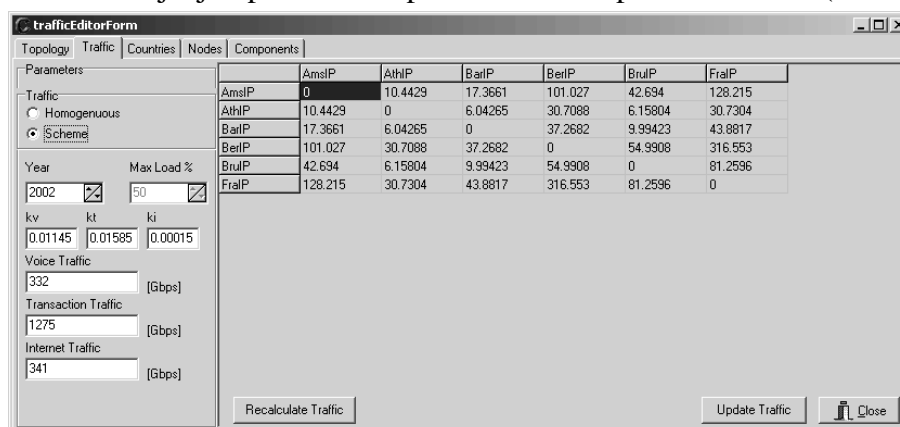 trafficEditorForm
Topology Traffic Countries Nodes Components
Parameters
Traffic
Homogenuous
Scheme
Year Max Load %
2002 50
kv kt ki
0.01145 0.01585 0.00015
Voice Traffic
332 [Gbps]
Transaction Traffic
1275 [Gbps]
Internet Traffic
341 [Gbps]
AmsIP AthIP BarIP BerIP BruIP FraIP
AmsIP 0 10.4429 17.3661 101.027 42.694 128.215
AthIP 10.4429 0 6.04265 30.7088 6.15804 30.7304
BarIP 17.3661 6.04265 0 37.2682 9.99423 43.8817
BerIP 101.027 30.7088 37.2682 0 54.9908 316.553
BruIP 42.694 6.15804 9.99423 54.9908 0 81.2596
FraIP 128.215 30.7304 43.8817 316.553 81.2596 0
Recalculate Traffic Update Traffic Close